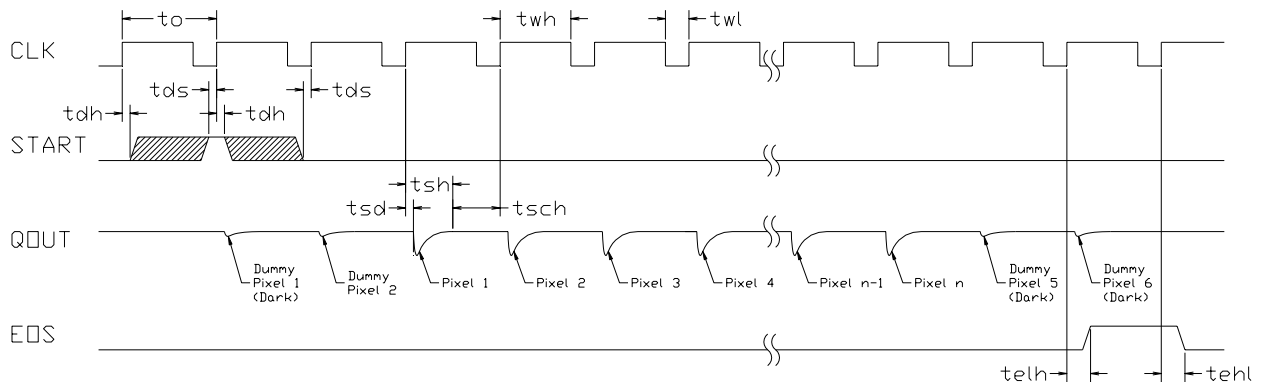 to
twh
twl
CLK
tds
tds
tdh
tdh
START
tsh
tsd
tsch
QOUT
Dummy
Pixel 1
(Dark)
Dummy
Pixel 2
Pixel 1
Pixel 2
Pixel 3
Pixel 4
Pixel n-1
Pixel n
Dummy
Pixel 5
(Dark)
Dummy
Pixel 6
(Dark)
EOS
telh
tehl